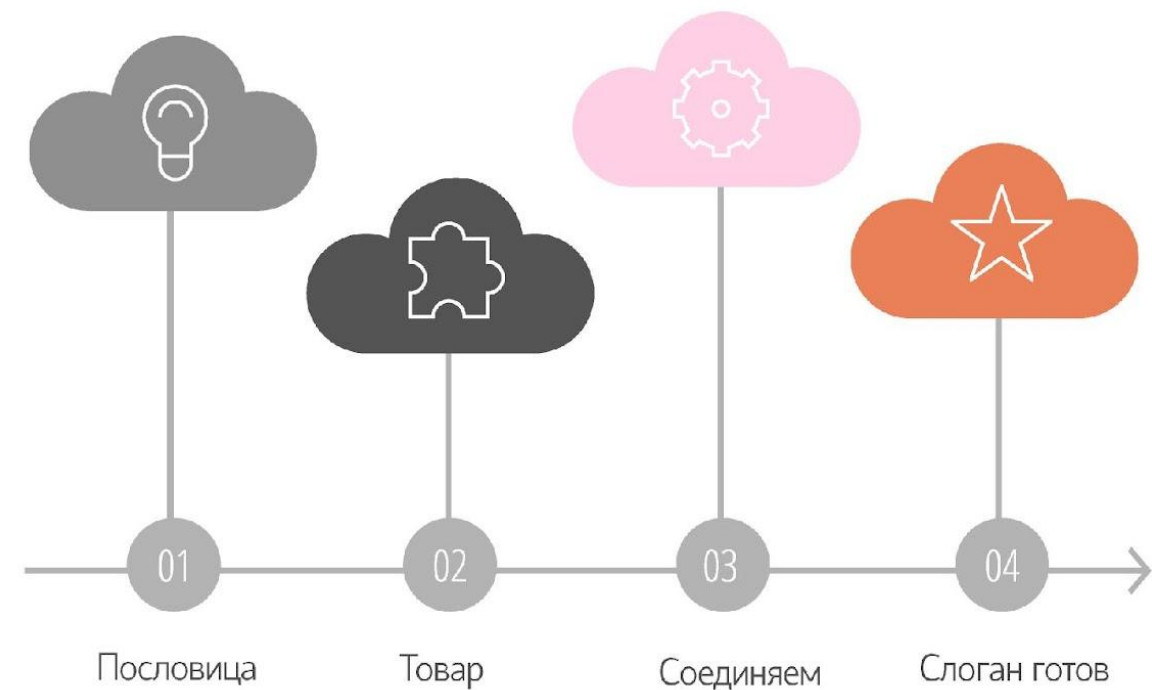 01
02
03
04
Пословица
Товар
Соединяем
Слоган готов